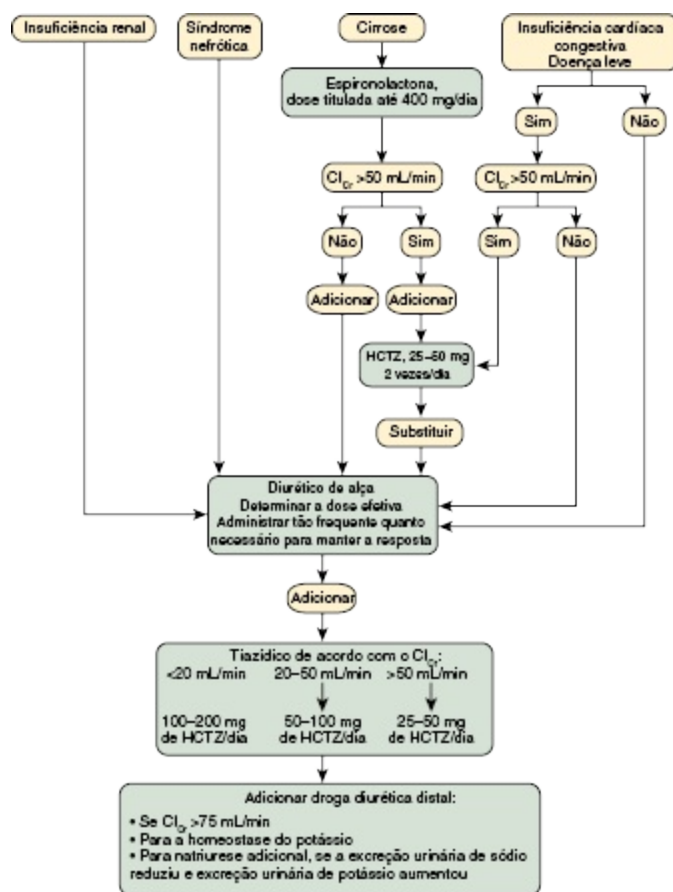 Insuficiência renal
Síndrome
nefrótica
Cirrose
Insuficiência cardíaca
congestiva
Doença leve
Espironolactona,
dose titulada até 400 mg/dia
Sim
Não
Cl_Cr >50 mL/min
Cl_Cr >50 mL/min
Não
Sim
Sim
Não
Adicionar
Adicionar
HCTZ, 25–50 mg
2 vezes/dia
Substituir
Diurético de alça
Determinar a dose efetiva
Administrar tão frequente quanto
necessário para manter a resposta
Adicionar
Tiazídico de acordo com o Cl_Cr:
<20 mL/min 20–50 mL/min >50 mL/min
100–200 mg 50–100 mg 25–50 mg
de HCTZ/dia de HCTZ/dia de HCTZ/dia
Adicionar droga diurética distal:
• Se Cl_Cr >75 mL/min
• Para a homeostase do potássio
• Para natriurese adicional, se a excreção urinária de sódio
reduziu e excreção urinária de potássio aumentou